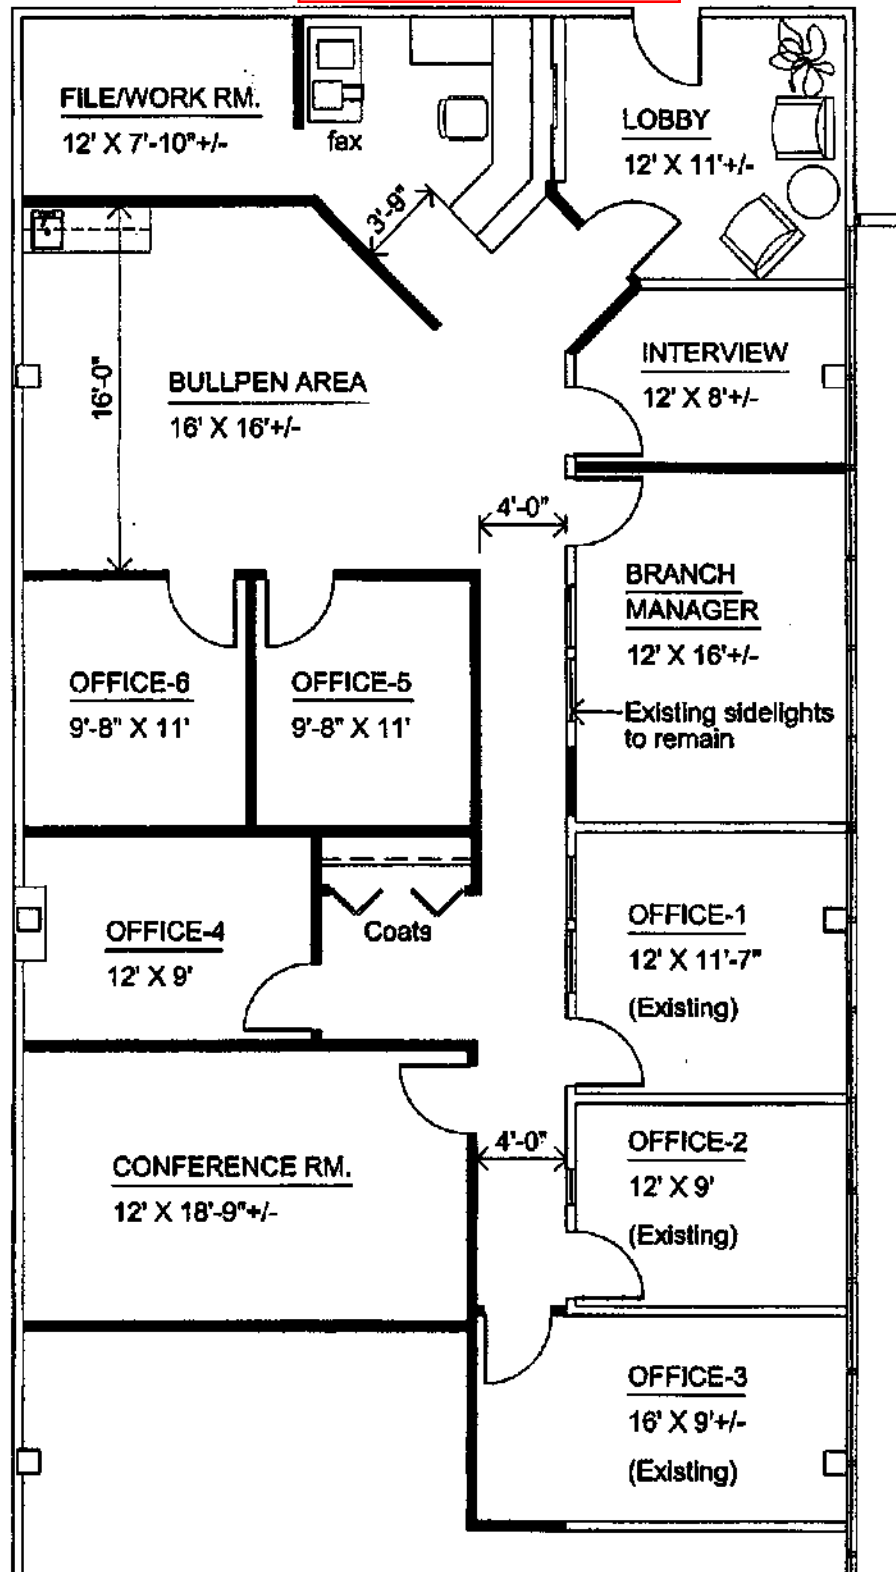 FILE/WORK RM.
12' X 7'-10"+/-
fax
LOBBY
12' X 11'+/-
3'-9"
16'-0"
BULLPEN AREA
16' X 16'+/-
INTERVIEW
12' X 8'+/-
4'-0"
BRANCH
MANAGER
12' X 16'+/-
Existing sidelights
to remain
OFFICE-6
9'-8" X 11'
OFFICE-5
9'-8" X 11'
OFFICE-4
12' X 9'
Coats
OFFICE-1
12' X 11'-7"
(Existing)
CONFERENCE RM.
12' X 18'-9"+/-
4'-0"
OFFICE-2
12' X 9'
(Existing)
OFFICE-3
16' X 9'+/-
(Existing)